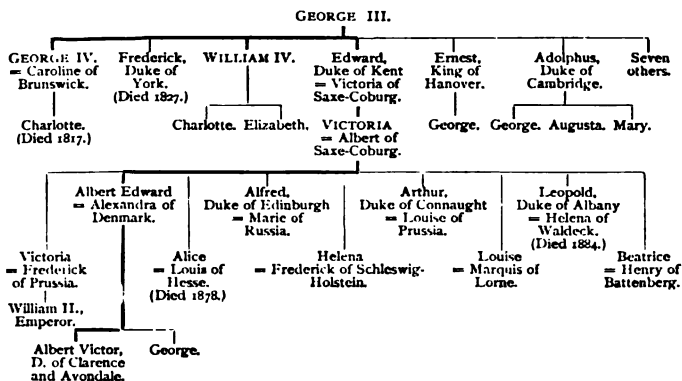 GEORGE III.
GEORGE IV.
= Caroline of
Brunswick.
Frederick,
Duke of
York.
(Died 1827.)
WILLIAM IV.
Edward,
Duke of Kent
= Victoria of
Saxe-Coburg.
Ernest,
King of
Hanover.
Adolphus,
Duke of
Cambridge.
Seven
others.
Charlotte.
(Died 1817.)
Charlotte. Elizabeth.
VICTORIA
= Albert of
Saxe-Coburg.
George.
George. Augusta. Mary.
Albert Edward
= Alexandra of
Denmark.
Alfred,
Duke of Edinburgh
= Marie of
Russia.
Arthur,
Duke of Connaught
= Louise of
Prussia.
Leopold,
Duke of Albany
= Helena of
Waldeck.
(Died 1884.)
Victoria
= Frederick
of Prussia.
Alice
= Louis of
Hesse.
(Died 1878.)
Helena
= Frederick of Schleswig-
Holstein.
Louise
= Marquis of
Lorne.
Beatrice
= Henry of
Battenberg.
William II.,
Emperor.
Albert Victor,
D. of Clarence
and Avondale.
George.